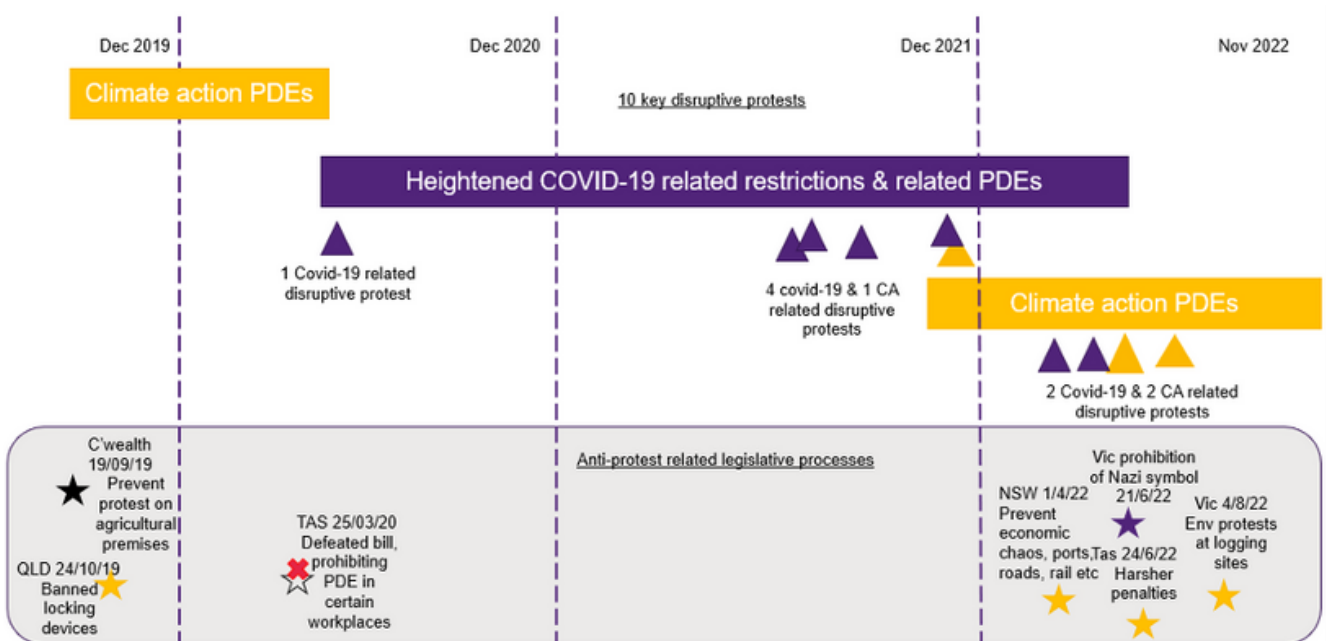 Dec 2019
Dec 2020
Dec 2021
Nov 2022
Climate action PDEs
10 key disruptive protests
Heightened COVID-19 related restrictions & related PDEs
1 Covid-19 related
disruptive protest
4 covid-19 & 1 CA
related disruptive
protests
Climate action PDEs
2 Covid-19 & 2 CA related
disruptive protests
Anti-protest related legislative processes
C'wealth
19/09/19
Prevent
protest on
agricultural
premises
QLD 24/10/19
Banned
locking
devices
TAS 25/03/20
Defeated bill,
prohibiting
PDE in
certain
workplaces
NSW 1/4/22
Prevent
economic
chaos, ports,
roads, rail etc
Vic prohibition
of Nazi symbol
21/6/22
Tas 24/6/22
Harsher
penalties
Vic 4/8/22
Env protests
at logging
sites